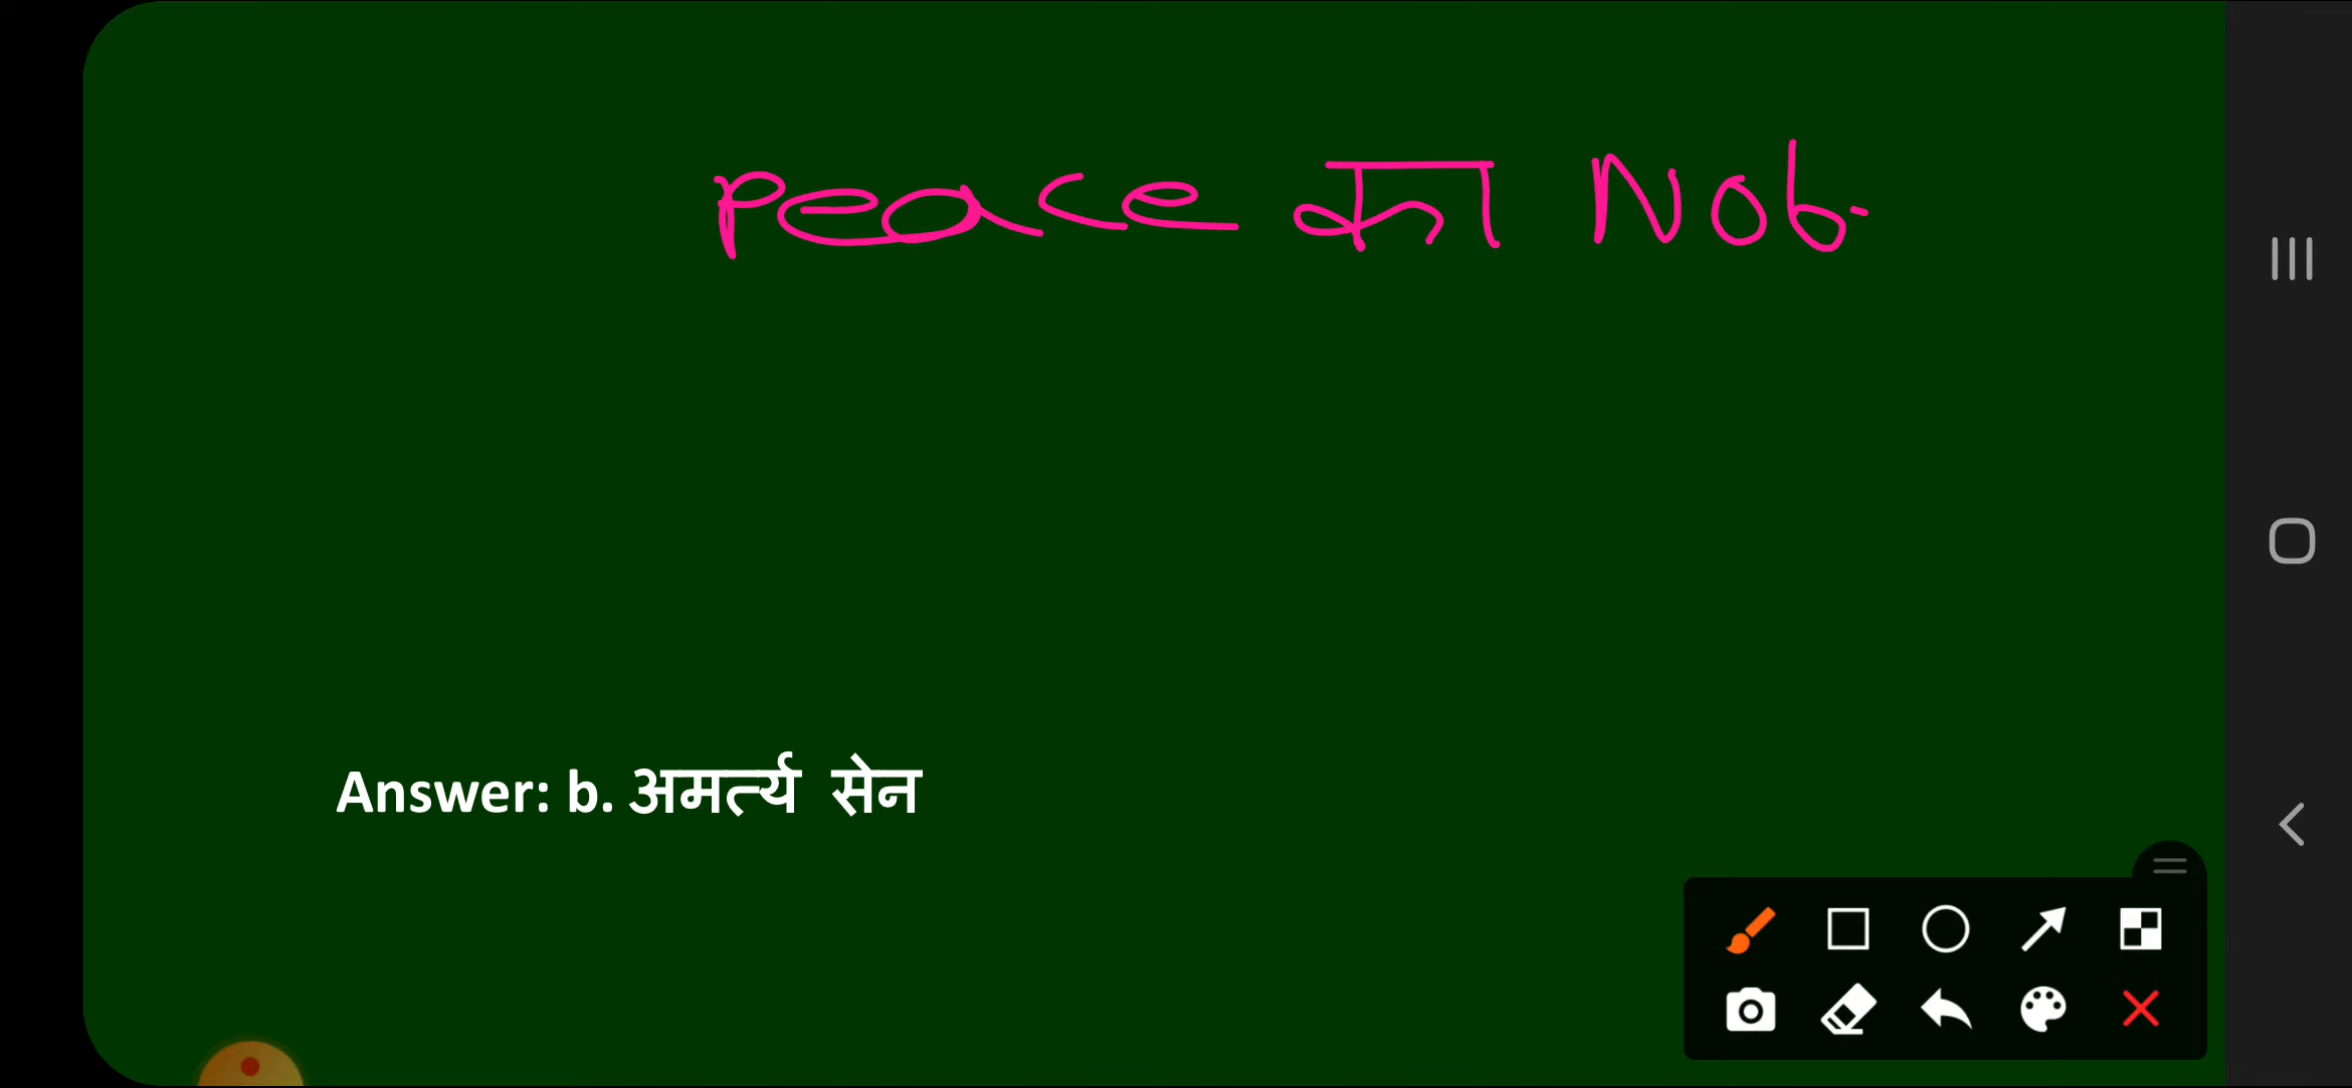 Peace का Nob.
Answer: b. अमर्त्य सेन